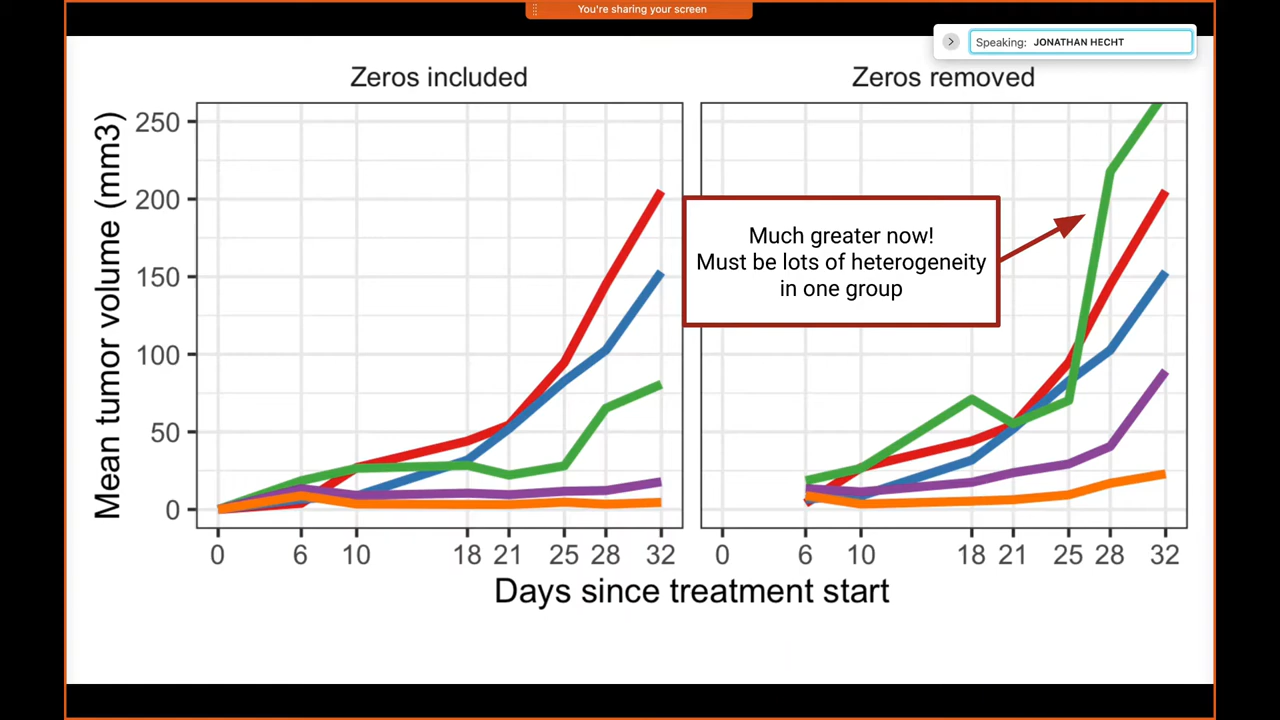 You're sharing your screen
Speaking: JONATHAN HECHT
Zeros included
Zeros removed
Mean tumor volume (mm3)
250
200
150
100
50
0
Much greater now!
Must be lots of heterogeneity
in one group
0 6 10 18 21 25 28 32
0 6 10 18 21 25 28 32
Days since treatment start